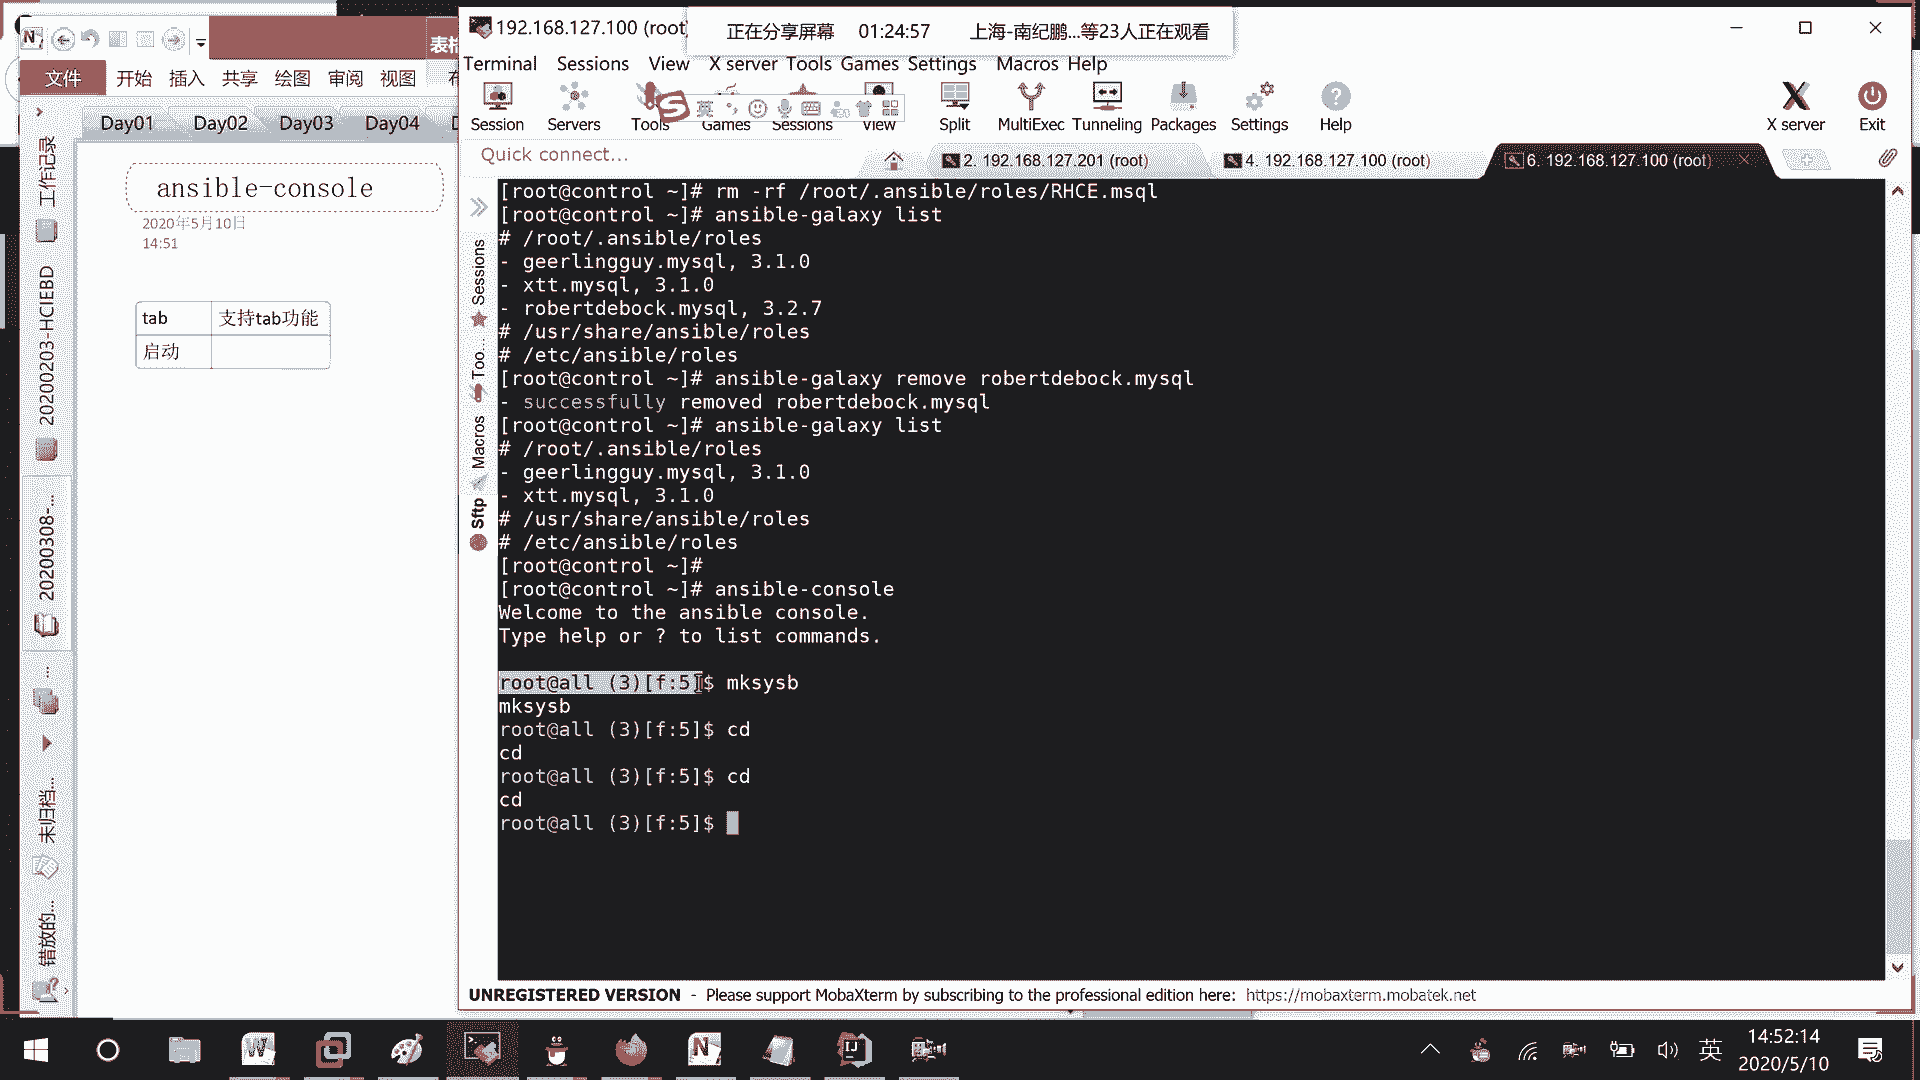 192.168.127.100 (root
正在分享屏幕 01:24:57 上海-南纪鹏...等23人正在观看
表格
文件 开始 插入 共享 绘图 审阅 视图
Day01 Day02 Day03 Day04
工作记录
20200203-HCIEBD
20200308-...
...
未归档...
错放的...
ansible-console
2020年5月10日
14:51
tab 支持tab功能
启动
Terminal Sessions View X server Tools Games Settings Macros Help
英
Session Servers Tools Games Sessions View Split MultiExec Tunneling Packages Settings Help X server Exit
Quick connect...
2. 192.168.127.201 (root) 4. 192.168.127.100 (root) 6. 192.168.127.100 (root)
Sessions
Too...
Macros
Sftp
[root@control ~]# rm -rf /root/.ansible/roles/RHCE.msql
[root@control ~]# ansible-galaxy list
# /root/.ansible/roles
- geerlingguy.mysql, 3.1.0
- xtt.mysql, 3.1.0
- robertdebock.mysql, 3.2.7
# /usr/share/ansible/roles
# /etc/ansible/roles
[root@control ~]# ansible-galaxy remove robertdebock.mysql
- successfully removed robertdebock.mysql
[root@control ~]# ansible-galaxy list
# /root/.ansible/roles
- geerlingguy.mysql, 3.1.0
- xtt.mysql, 3.1.0
# /usr/share/ansible/roles
# /etc/ansible/roles
[root@control ~]#
[root@control ~]# ansible-console
Welcome to the ansible console.
Type help or ? to list commands.
root@all (3)[f:5]$ mksysb
mksysb
root@all (3)[f:5]$ cd
cd
root@all (3)[f:5]$ cd
cd
root@all (3)[f:5]$
UNREGISTERED VERSION - Please support MobaXterm by subscribing to the professional edition here: https://mobaxterm.mobatek.net
英
14:52:14
2020/5/10